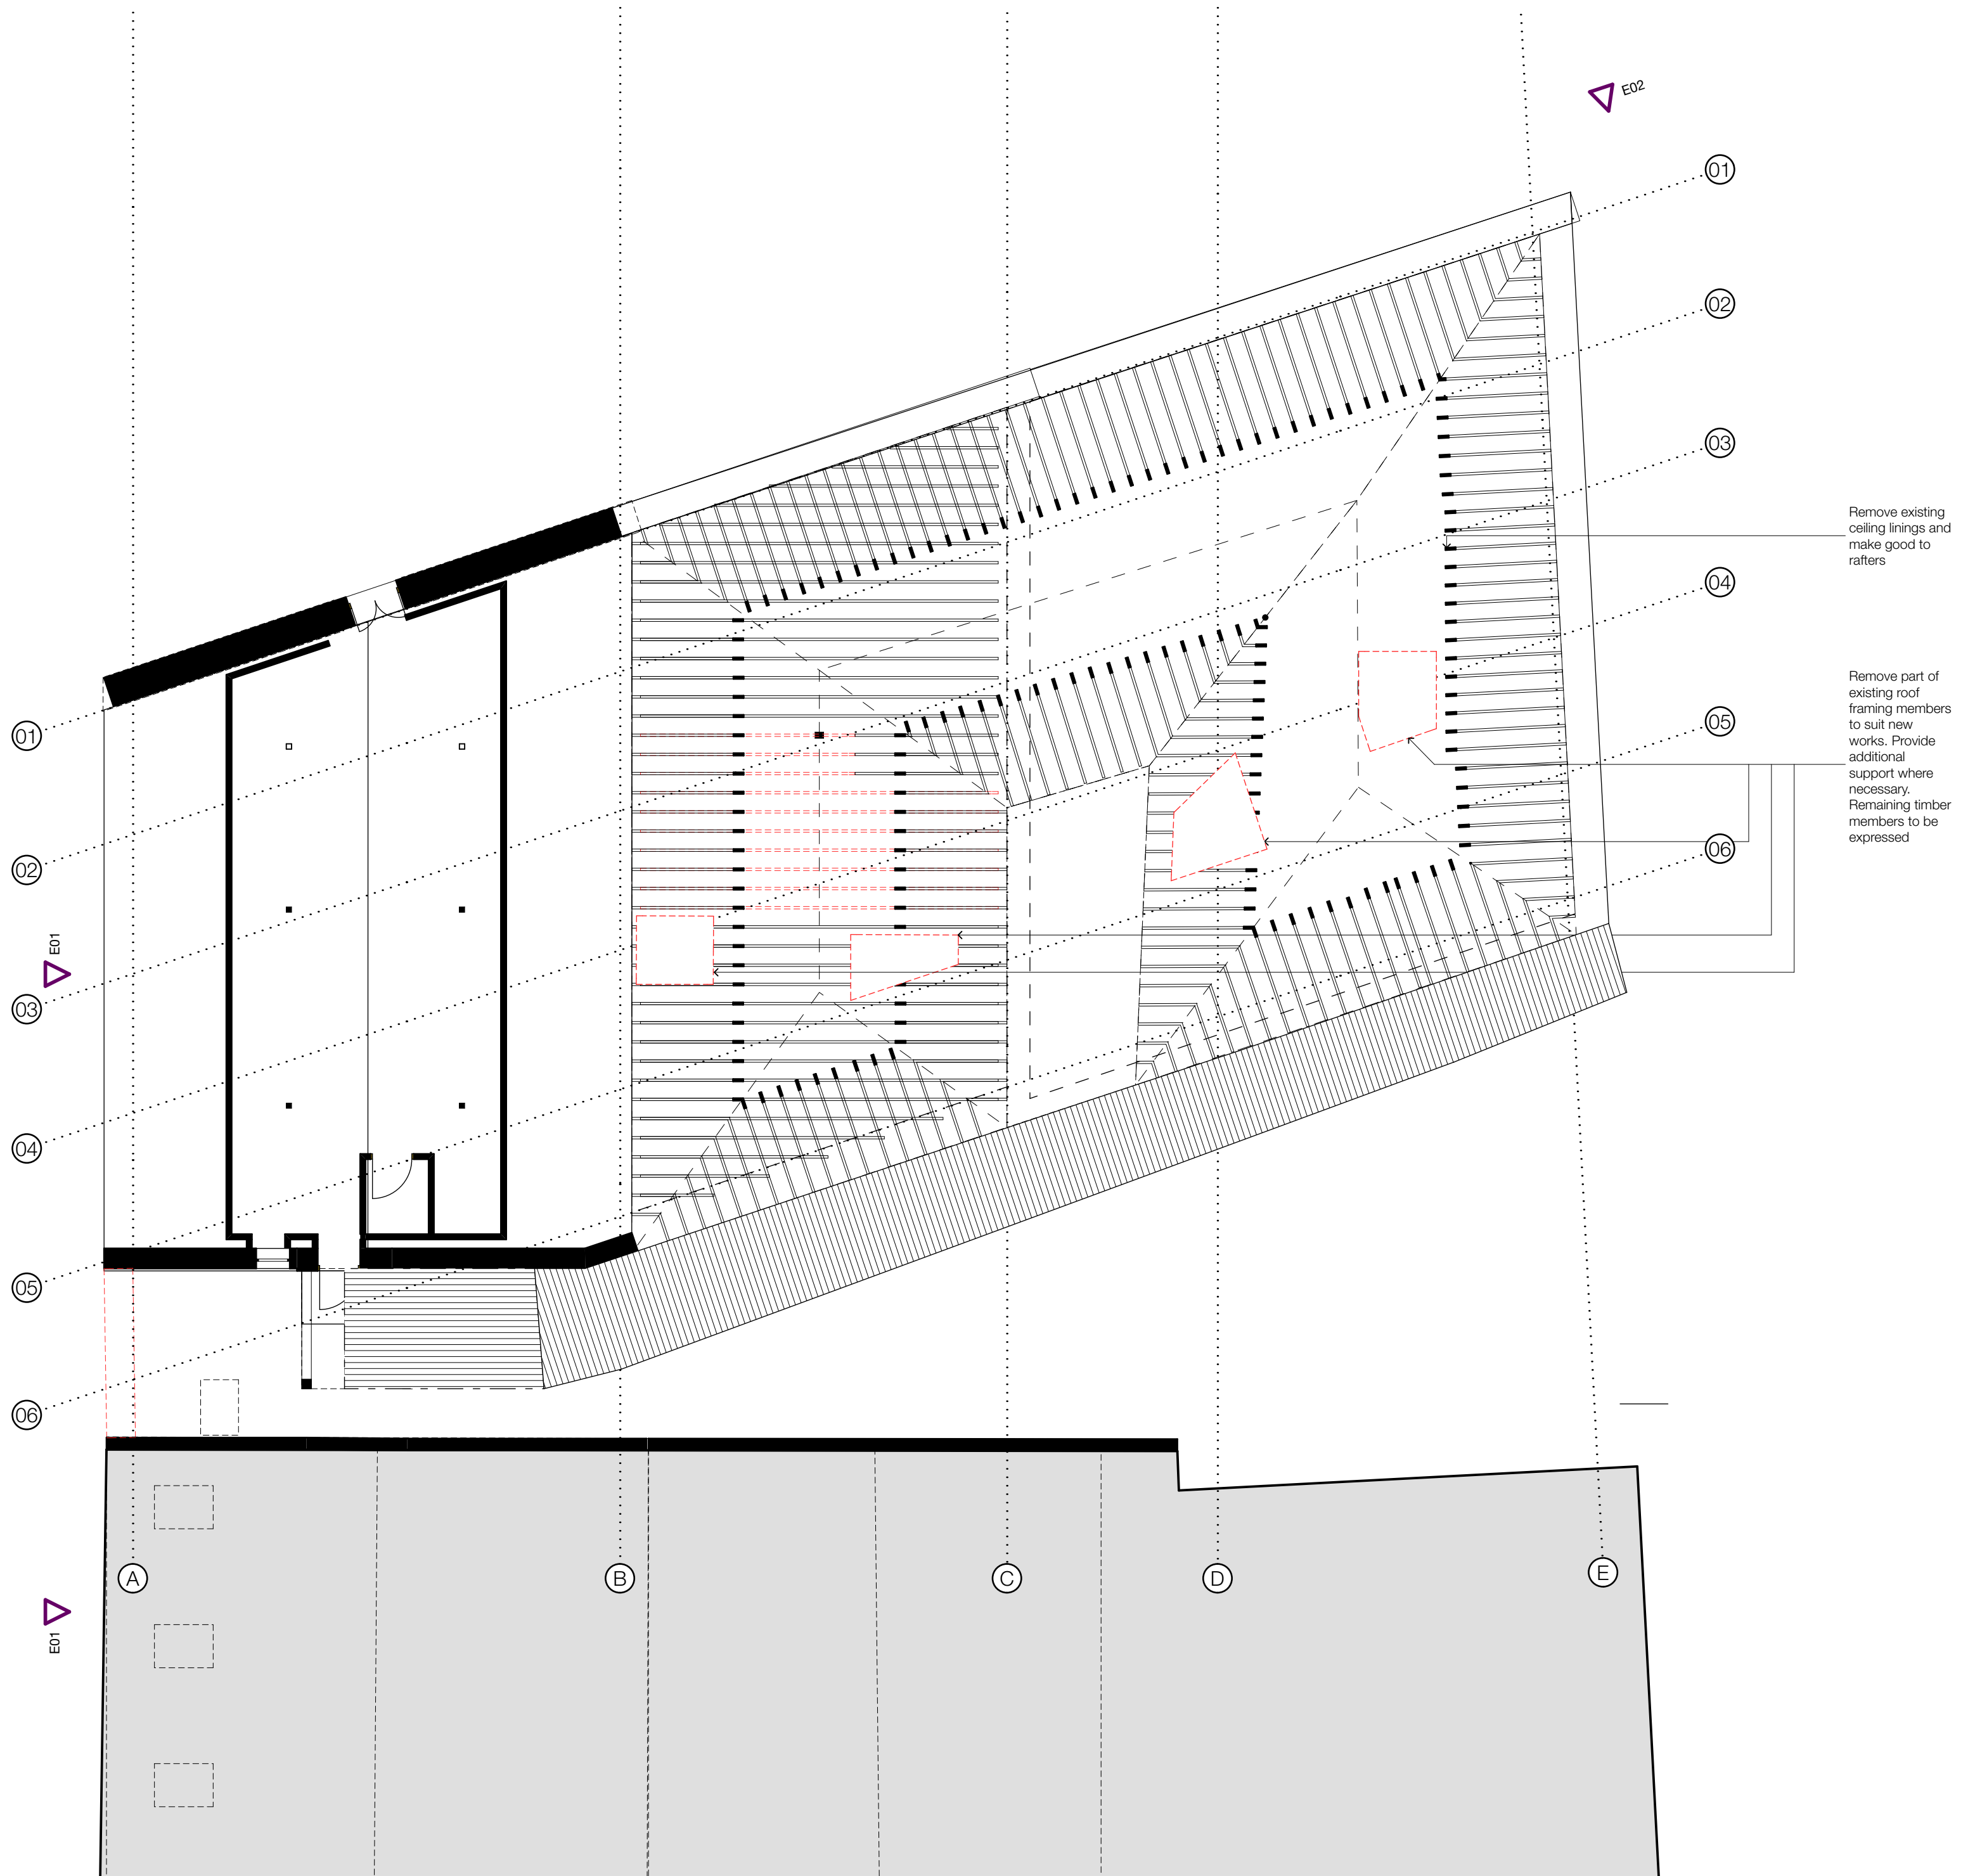 E02
01
02
03
Remove existing
ceiling linings and
make good to
rafters
04
Remove part of
existing roof
framing members
to suit new
works. Provide
additional
support where
necessary.
Remaining timber
members to be
expressed
05
06
01
02
E01
03
04
05
06
A
B
C
D
E
E01